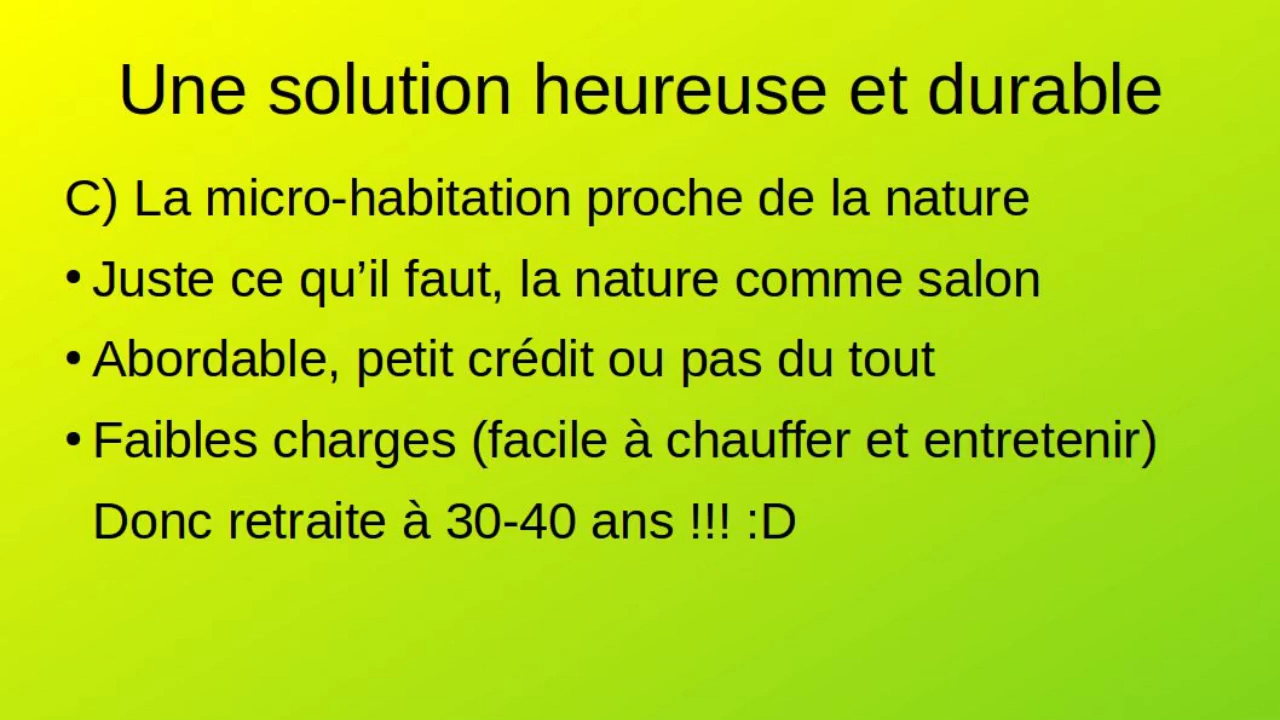 Une solution heureuse et durable
C) La micro-habitation proche de la nature
• Juste ce qu’il faut, la nature comme salon
• Abordable, petit crédit ou pas du tout
• Faibles charges (facile à chauffer et entretenir)
Donc retraite à 30-40 ans !!! :D